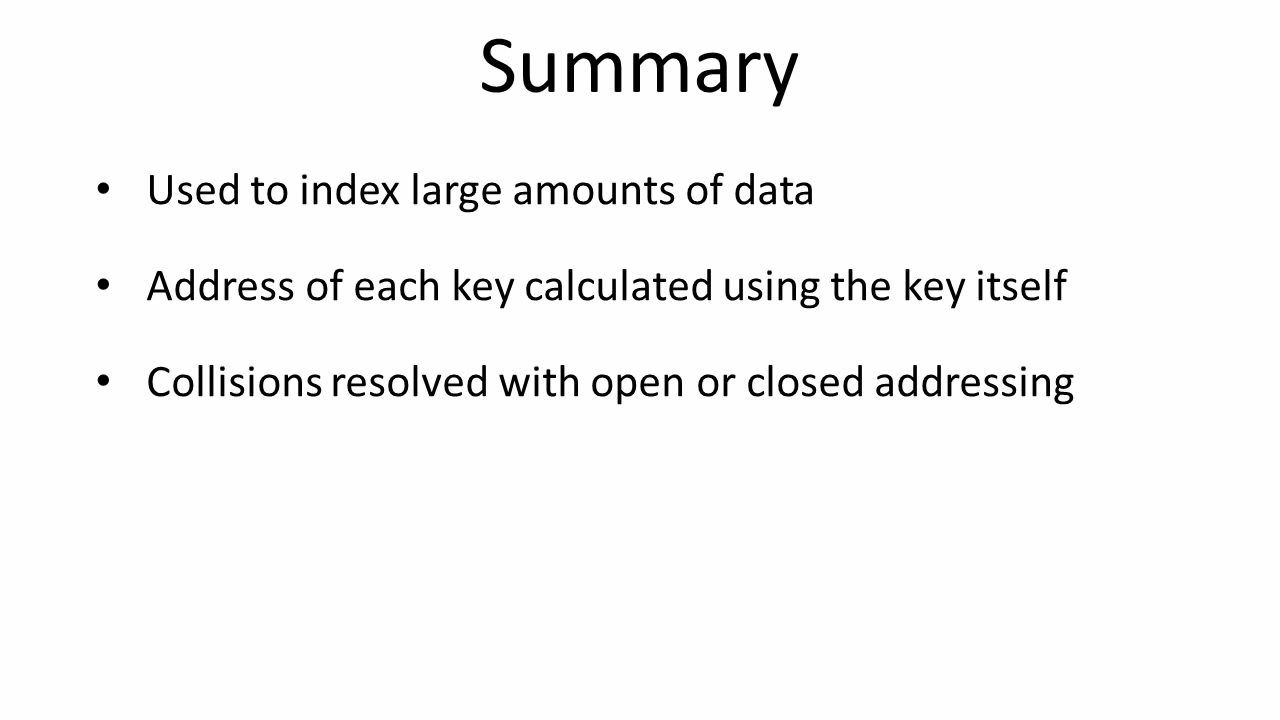 Summary
• Used to index large amounts of data
• Address of each key calculated using the key itself
• Collisions resolved with open or closed addressing